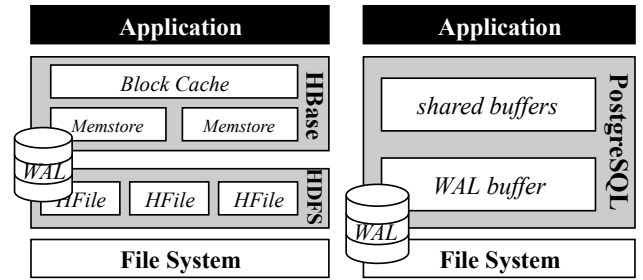 Application
Block Cache
HBase
Memstore
Memstore
WAL
HFile
HFile
HFile
HDFS
File System
Application
shared buffers
PostgreSQL
WAL buffer
WAL
File System